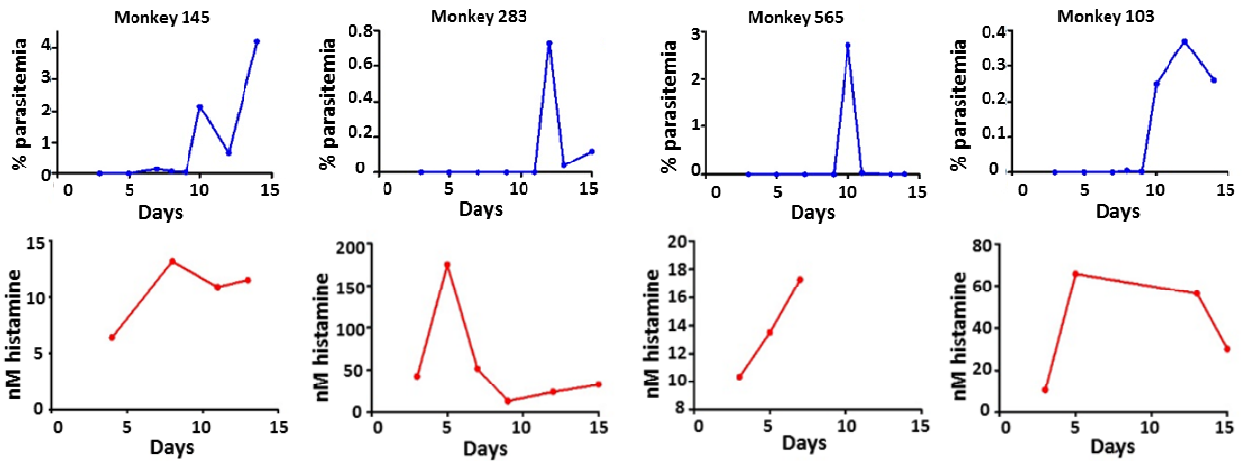 Monkey 145
Monkey 283
Monkey 565
Monkey 103
% parasitemia
4
3
2
1
0
0 5 10 15
Days
% parasitemia
0.8
0.6
0.4
0.2
0
0 5 10 15
Days
% parasitemia
3
2
1
0
0 5 10 15
Days
% parasitemia
0.4
0.3
0.2
0.1
0
0 5 10 15
Days
nM histamine
15
10
5
0
0 5 10 15
Days
nM histamine
200
150
100
50
0
0 5 10 15
Days
nM histamine
20
18
16
14
12
10
8
0 5 10 15
Days
nM histamine
80
60
40
20
0
0 5 10 15
Days